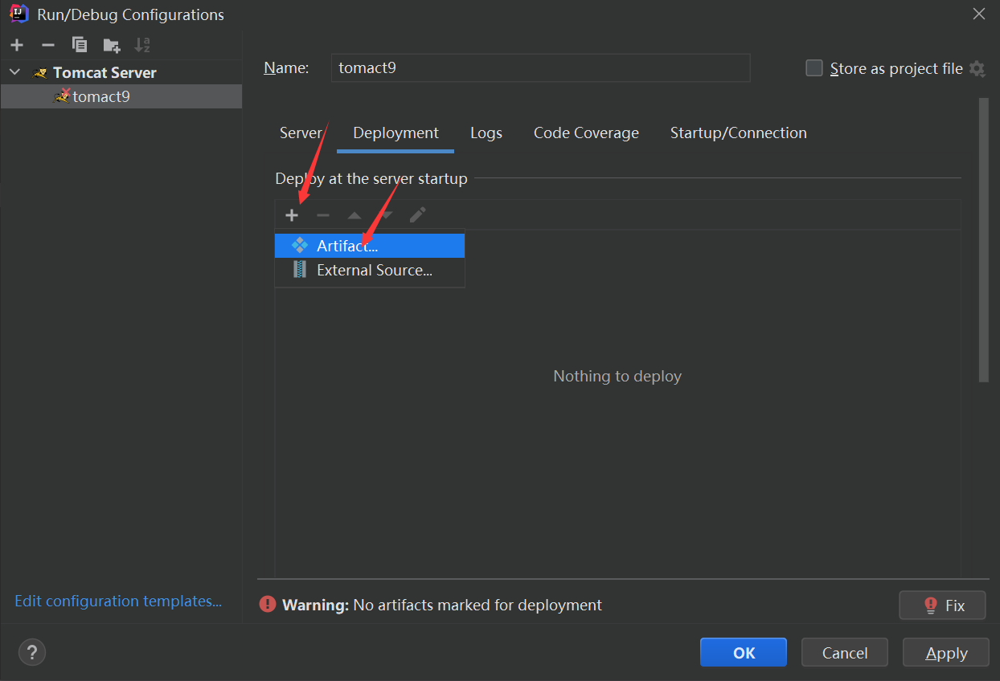 Run/Debug Configurations
Tomcat Server
tomact9
Name:
tomact9
Store as project file
Server
Deployment
Logs
Code Coverage
Startup/Connection
Deploy at the server startup
Artifact...
External Source...
Nothing to deploy
Edit configuration templates...
Warning: No artifacts marked for deployment
Fix
?
OK
Cancel
Apply